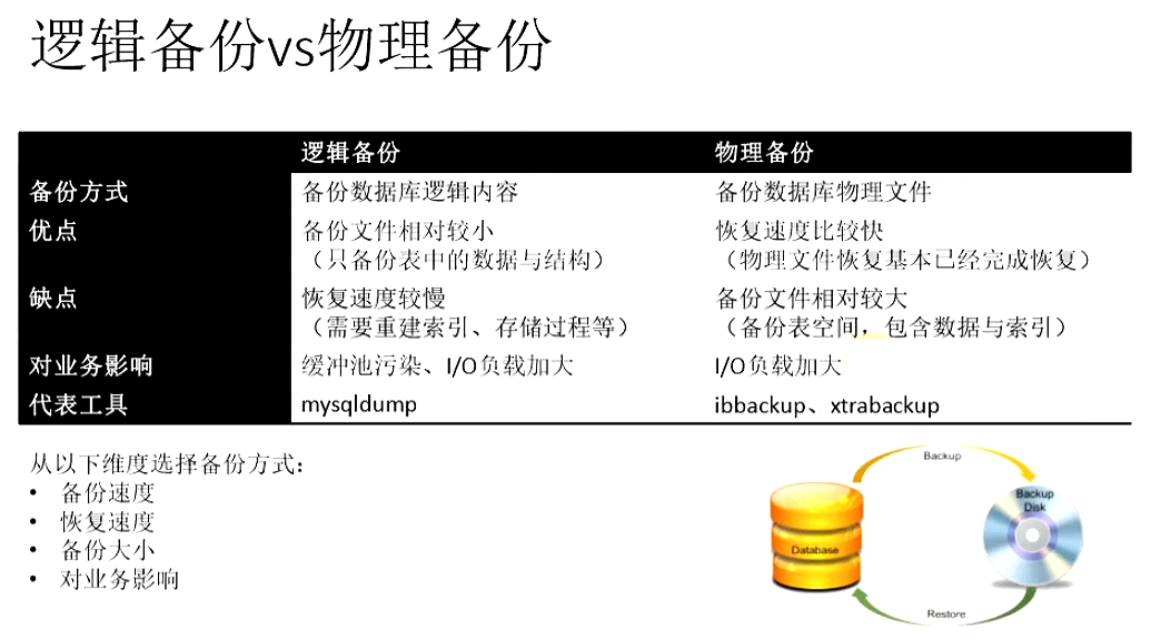 逻辑备份vs物理备份
逻辑备份 物理备份
备份方式 备份数据库逻辑内容 备份数据库物理文件
优点 备份文件相对较小 恢复速度比较快
（只备份表中的数据与结构） （物理文件恢复基本已经完成恢复）
缺点 恢复速度较慢 备份文件相对较大
（需要重建索引、存储过程等） （备份表空间，包含数据与索引）
对业务影响 缓冲池污染、I/O负载加大 I/O负载加大
代表工具 mysqldump ibbackup、xtrabackup
从以下维度选择备份方式：
• 备份速度
• 恢复速度
• 备份大小
• 对业务影响
Backup
Backup
Disk
Database
Restore